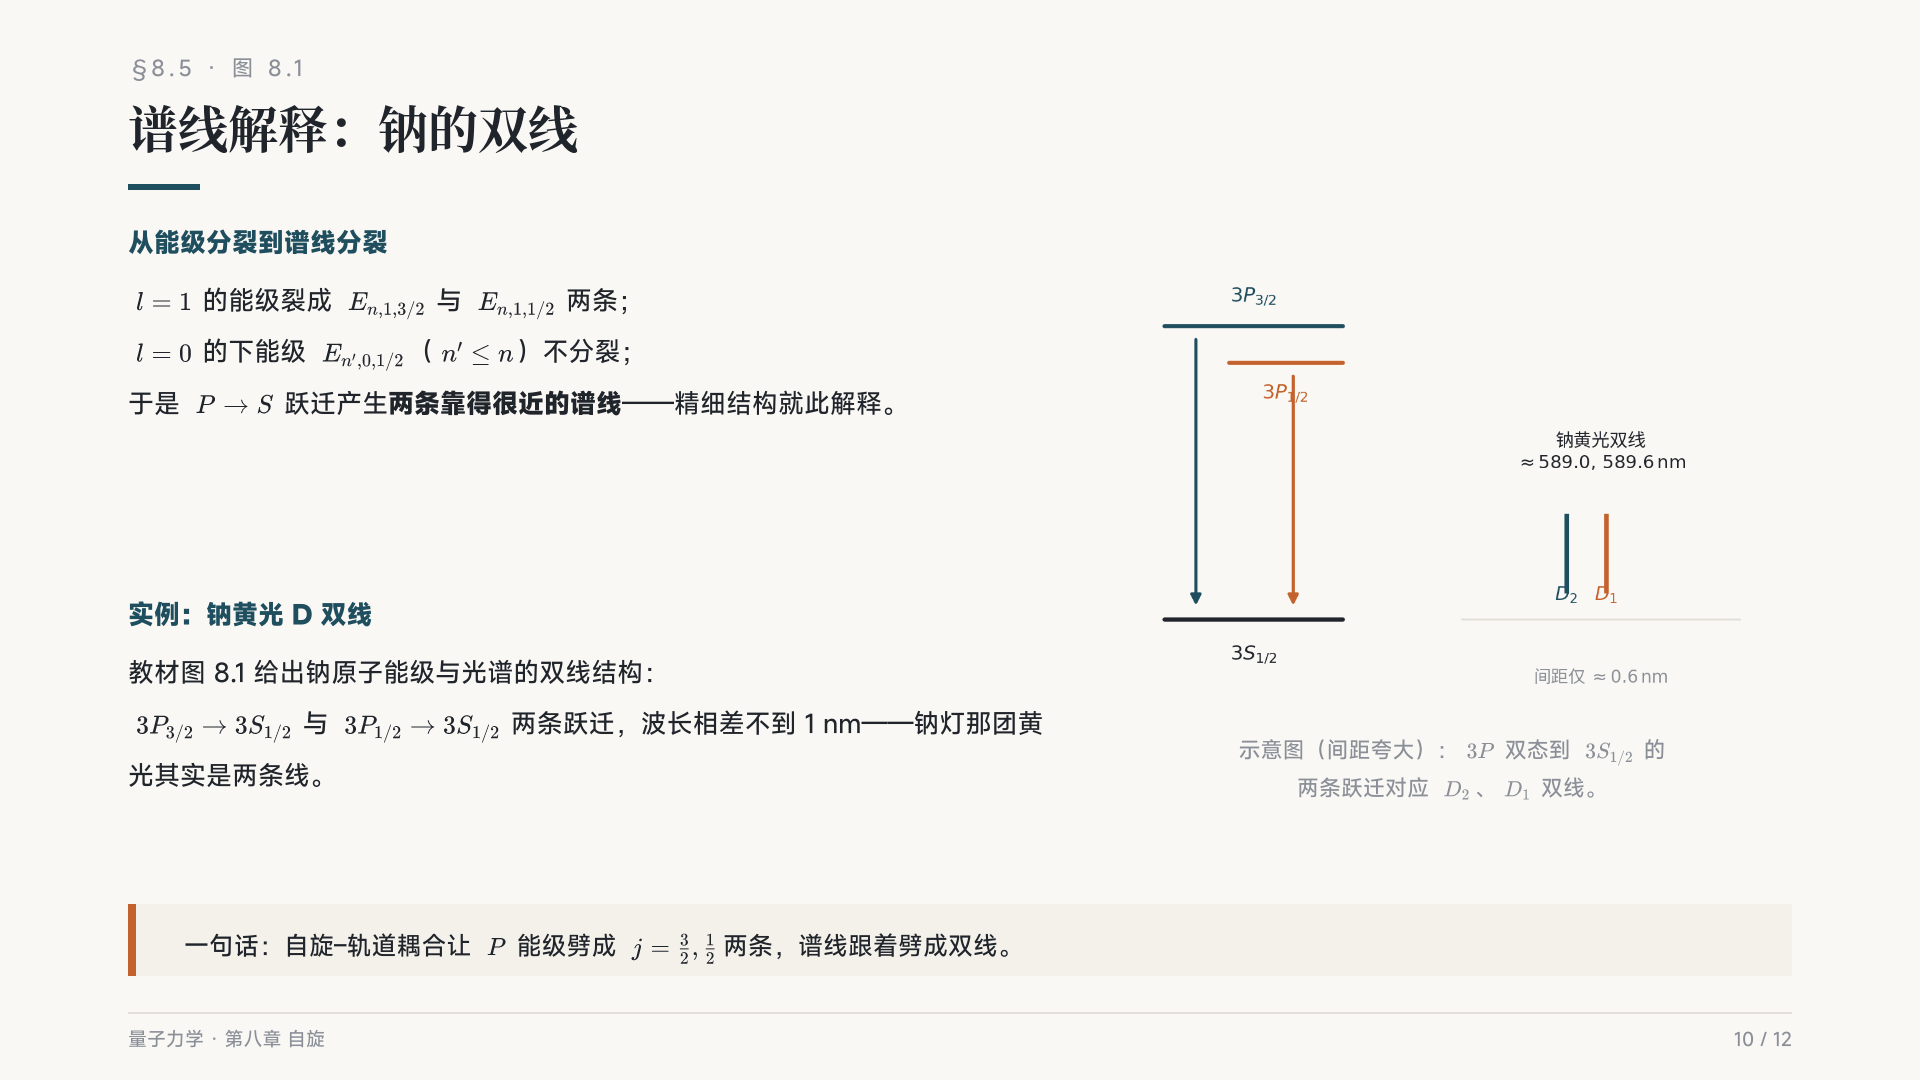 §8.5 · 图 8.1
谱线解释：钠的双线
从能级分裂到谱线分裂
l = 1 的能级裂成 E_{n,1,3/2} 与 E_{n,1,1/2} 两条；
l = 0 的下能级 E_{n′,0,1/2}（n′ ≤ n）不分裂；
于是 P → S 跃迁产生两条靠得很近的谱线——精细结构就此解释。
实例：钠黄光 D 双线
教材图 8.1 给出钠原子能级与光谱的双线结构：
3P_{3/2} → 3S_{1/2} 与 3P_{1/2} → 3S_{1/2} 两条跃迁，波长相差不到 1 nm——钠灯那团黄
光其实是两条线。
3P_{3/2}
3P_{1/2}
3S_{1/2}
钠黄光双线
≈ 589.0, 589.6 nm
D_2 D_1
间距仅 ≈ 0.6 nm
示意图（间距夸大）：3P 双态到 3S_{1/2} 的
两条跃迁对应 D_2、D_1 双线。
一句话：自旋–轨道耦合让 P 能级劈成 j = 3/2, 1/2 两条，谱线跟着劈成双线。
量子力学 · 第八章 自旋
10 / 12